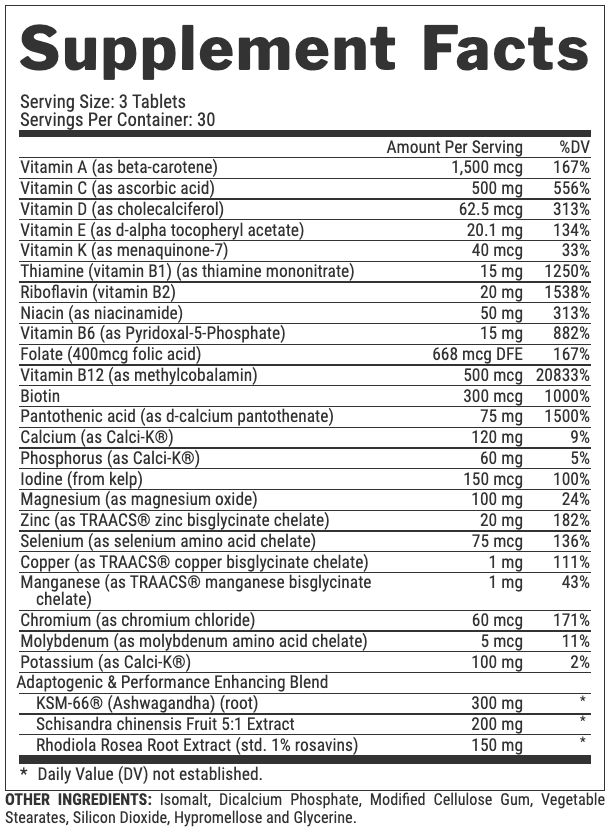 Supplement Facts
Serving Size: 3 Tablets
Servings Per Container: 30
Amount Per Serving %DV
Vitamin A (as beta-carotene) 1,500 mcg 167%
Vitamin C (as ascorbic acid) 500 mg 556%
Vitamin D (as cholecalciferol) 62.5 mcg 313%
Vitamin E (as d-alpha tocopheryl acetate) 20.1 mg 134%
Vitamin K (as menaquinone-7) 40 mcg 33%
Thiamine (vitamin B1) (as thiamine mononitrate) 15 mg 1250%
Riboflavin (vitamin B2) 20 mg 1538%
Niacin (as niacinamide) 50 mg 313%
Vitamin B6 (as Pyridoxal-5-Phosphate) 15 mg 882%
Folate (400mcg folic acid) 668 mcg DFE 167%
Vitamin B12 (as methylcobalamin) 500 mcg 20833%
Biotin 300 mcg 1000%
Pantothenic acid (as d-calcium pantothenate) 75 mg 1500%
Calcium (as Calci-K®) 120 mg 9%
Phosphorus (as Calci-K®) 60 mg 5%
Iodine (from kelp) 150 mcg 100%
Magnesium (as magnesium oxide) 100 mg 24%
Zinc (as TRAACS® zinc bisglycinate chelate) 20 mg 182%
Selenium (as selenium amino acid chelate) 75 mcg 136%
Copper (as TRAACS® copper bisglycinate chelate) 1 mg 111%
Manganese (as TRAACS® manganese bisglycinate 1 mg 43%
chelate)
Chromium (as chromium chloride) 60 mcg 171%
Molybdenum (as molybdenum amino acid chelate) 5 mcg 11%
Potassium (as Calci-K®) 100 mg 2%
Adaptogenic & Performance Enhancing Blend
KSM-66® (Ashwagandha) (root) 300 mg *
Schisandra chinensis Fruit 5:1 Extract 200 mg *
Rhodiola Rosea Root Extract (std. 1% rosavins) 150 mg *
* Daily Value (DV) not established.
OTHER INGREDIENTS: Isomalt, Dicalcium Phosphate, Modified Cellulose Gum, Vegetable
Stearates, Silicon Dioxide, Hypromellose and Glycerine.